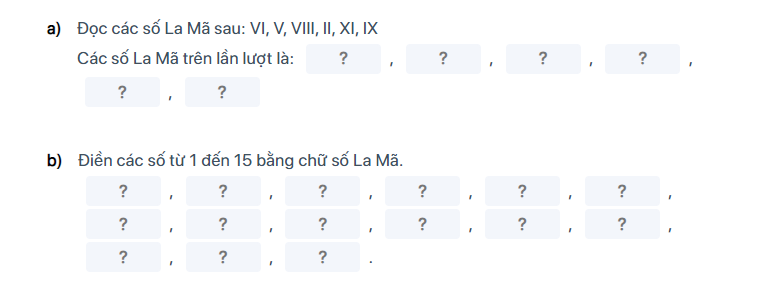 a) Đọc các số La Mã sau: VI, V, VIII, II, XI, IX
Các số La Mã trên lần lượt là: ? , ? , ? , ? ,
? , ?
b) Điền các số từ 1 đến 15 bằng chữ số La Mã.
? , ? , ? , ? , ? , ? ,
? , ? , ? , ? , ? , ? ,
? , ? , ? .